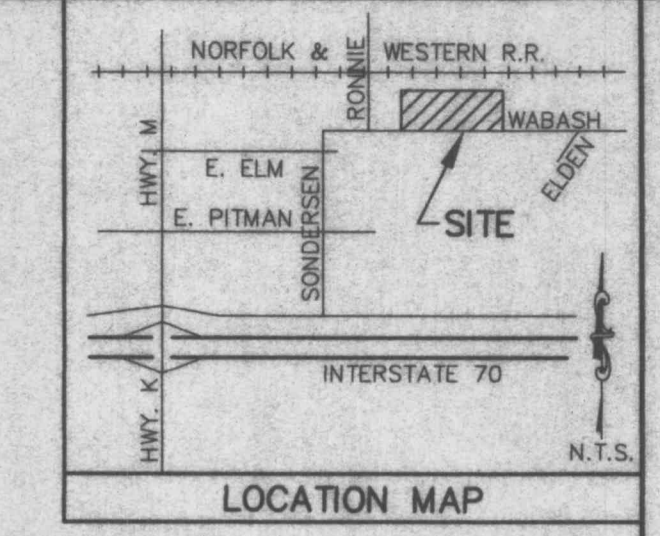 NORFOLK & WESTERN R.R.
RONNIE
WABASH
HWY. M
E. ELM
ELDEN
E. PITMAN
SONDERSEN
SITE
INTERSTATE 70
HWY. K
N.T.S.
LOCATION MAP